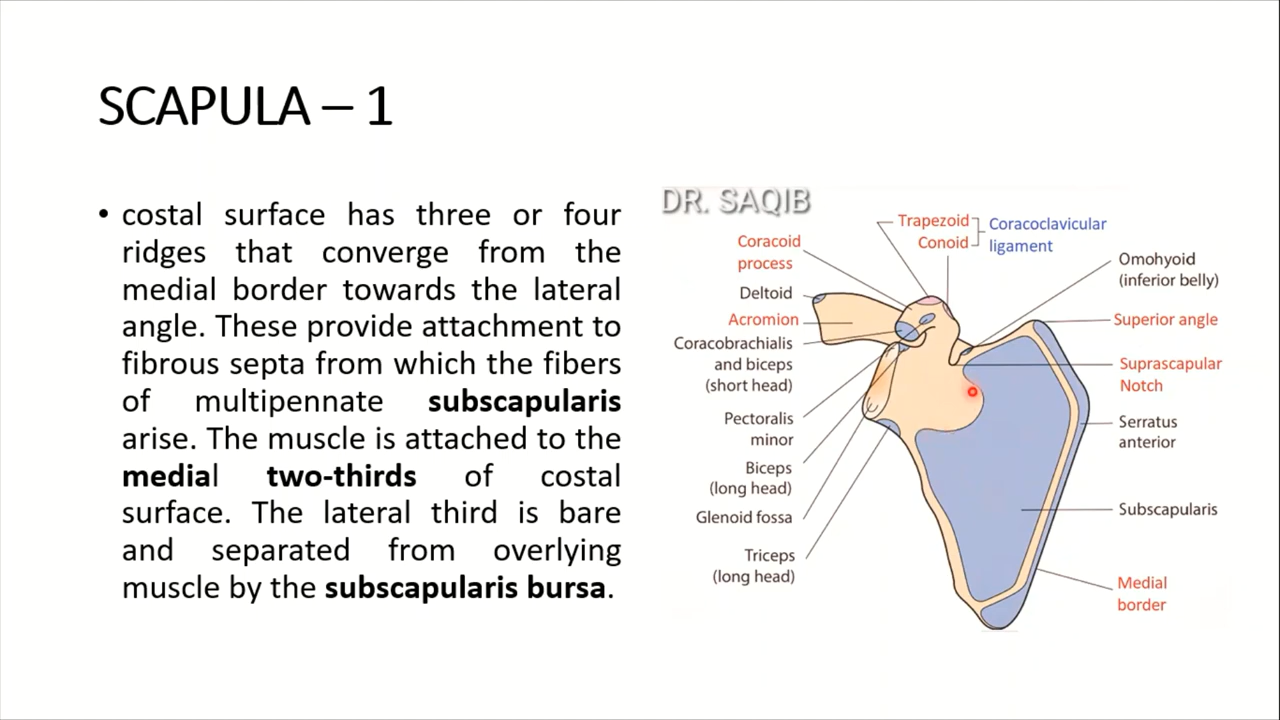 SCAPULA – 1
• costal surface has three or four
ridges that converge from the
medial border towards the lateral
angle. These provide attachment to
fibrous septa from which the fibers
of multipennate subscapularis
arise. The muscle is attached to the
medial two-thirds of costal
surface. The lateral third is bare
and separated from overlying
muscle by the subscapularis bursa.
DR. SAQIB
Trapezoid
Conoid
Coracoclavicular
ligament
Coracoid
process
Deltoid
Acromion
Coracobrachialis
and biceps
(short head)
Pectoralis
minor
Biceps
(long head)
Glenoid fossa
Triceps
(long head)
Omohyoid
(inferior belly)
Superior angle
Suprascapular
Notch
Serratus
anterior
Subscapularis
Medial
border